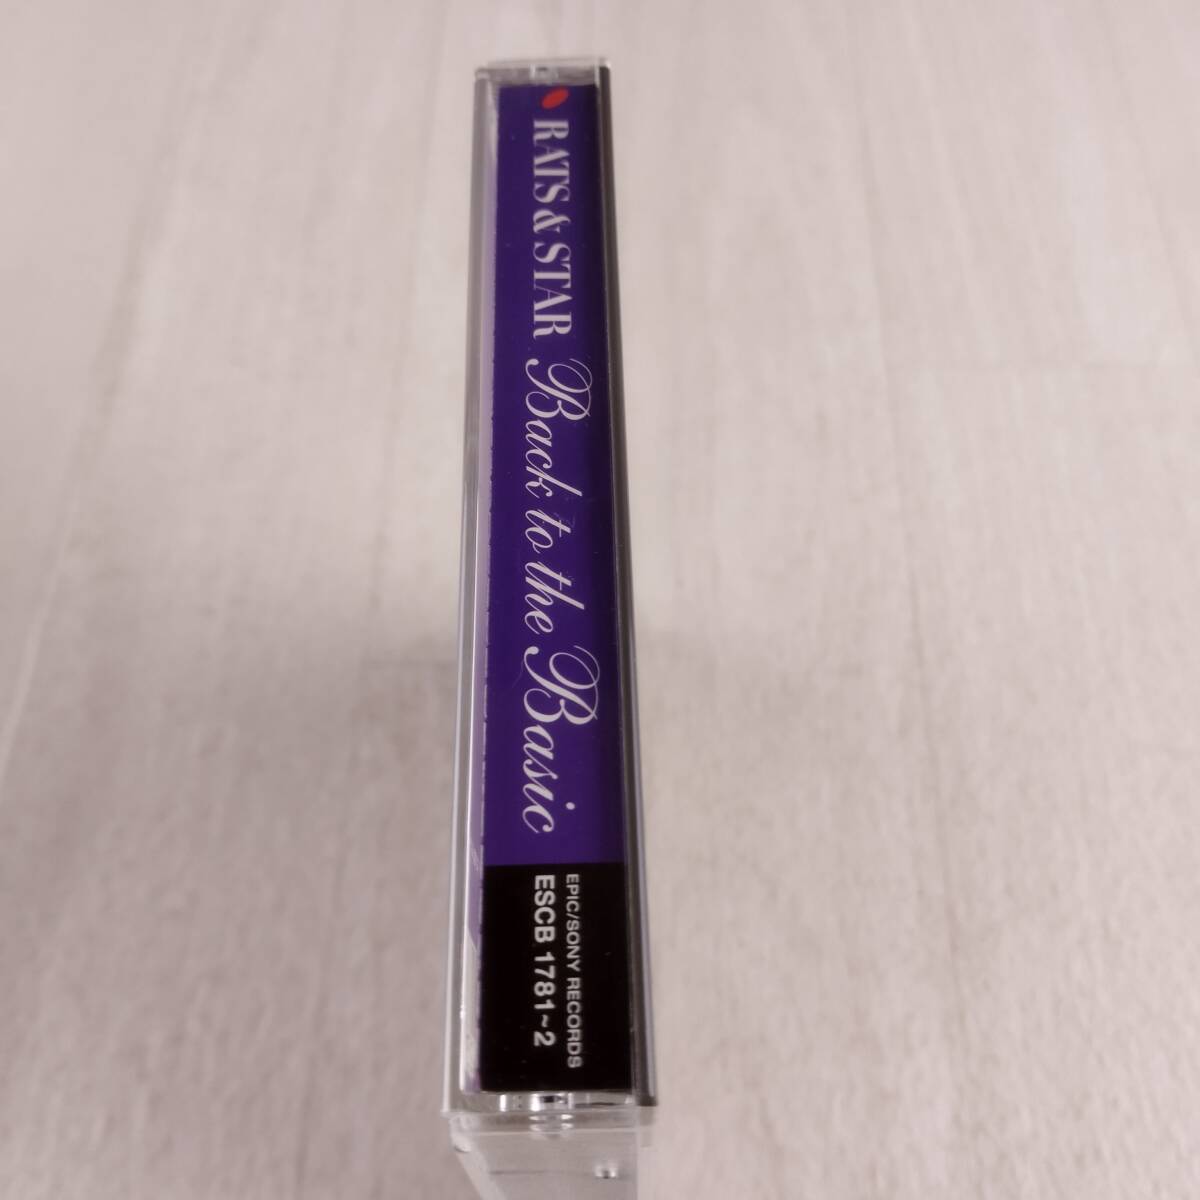 RATS & STAR Back to the Basic
EPIC/SONY RECORDS
ESCB 1781~2